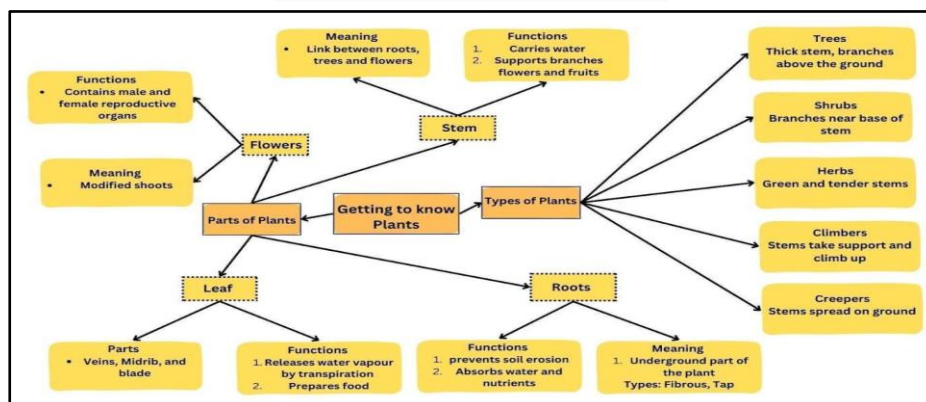 Meaning
• Link between roots,
trees and flowers
Functions
1. Carries water
2. Supports branches
flowers and fruits
Trees
Thick stem, branches
above the ground
Functions
• Contains male and
female reproductive
organs
Stem
Shrubs
Branches near base of
stem
Flowers
Meaning
• Modified shoots
Herbs
Green and tender stems
Parts of Plants
Getting to know
Plants
Types of Plants
Climbers
Stems take support and
climb up
Leaf
Roots
Creepers
Stems spread on ground
Parts
• Veins, Midrib, and
blade
Functions
1. Releases water vapour
by transpiration
2. Prepares food
Functions
1. prevents soil erosion
2. Absorbs water and
nutrients
Meaning
1. Underground part of
the plant
Types: Fibrous, Tap